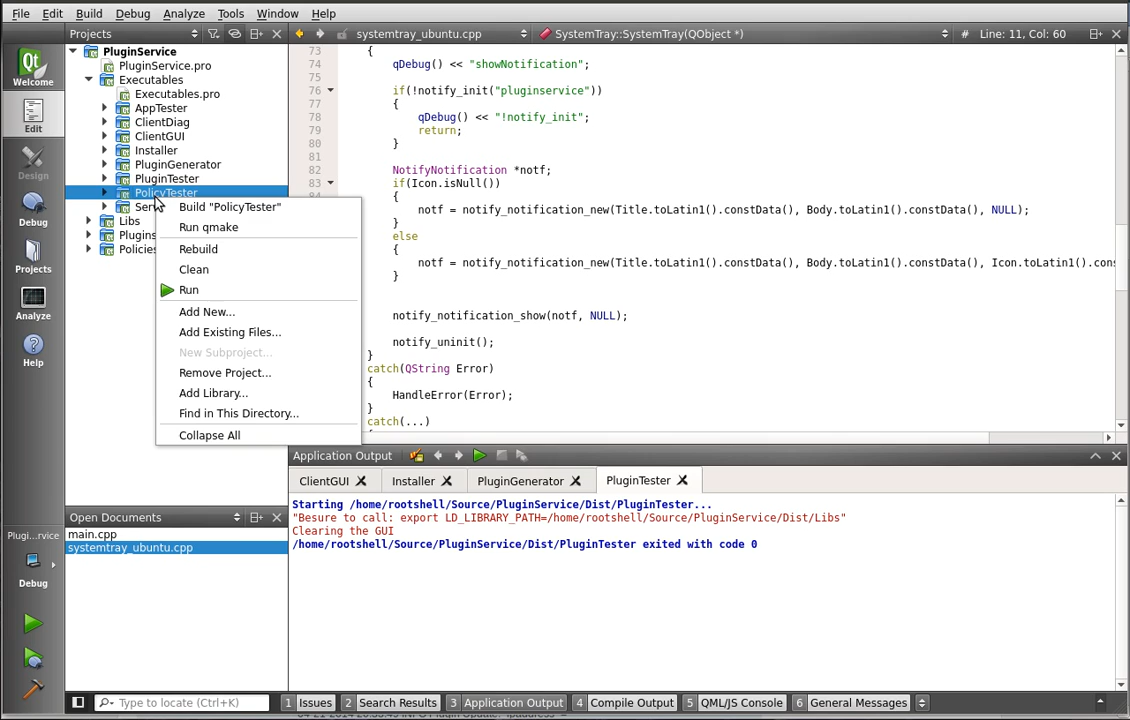 File Edit Build Debug Analyze Tools Window Help
Projects
systemtray_ubuntu.cpp
SystemTray::SystemTray(QObject *)
# Line: 11, Col: 60
Qt
Welcome
Edit
Design
Debug
Projects
Analyze
Help
Plugi...rvice
Debug
PluginService
PluginService.pro
Executables
Executables.pro
AppTester
ClientDiag
ClientGUI
Installer
PluginGenerator
PluginTester
PolicyTester
Ser
Libs
Plugins
Policies
Build "PolicyTester"
Run qmake
Rebuild
Clean
Run
Add New...
Add Existing Files...
New Subproject...
Remove Project...
Add Library...
Find in This Directory...
Collapse All
73 {
74 qDebug() << "showNotification";
75
76 if(!notify_init("pluginservice"))
77 {
78 qDebug() << "!notify_init";
79 return;
80 }
81
82 NotifyNotification *notf;
83 if(Icon.isNull())
{
notf = notify_notification_new(Title.toLatin1().constData(), Body.toLatin1().constData(), NULL);
}
else
{
notf = notify_notification_new(Title.toLatin1().constData(), Body.toLatin1().constData(), Icon.toLatin1().cons
}
notify_notification_show(notf, NULL);
notify_uninit();
}
catch(QString Error)
{
HandleError(Error);
}
catch(...)
Open Documents
main.cpp
systemtray_ubuntu.cpp
Application Output
ClientGUI Installer PluginGenerator PluginTester
Starting /home/rootshell/Source/PluginService/Dist/PluginTester...
"Besure to call: export LD_LIBRARY_PATH=/home/rootshell/Source/PluginService/Dist/Libs"
Clearing the GUI
/home/rootshell/Source/PluginService/Dist/PluginTester exited with code 0
Type to locate (Ctrl+K)
1 Issues 2 Search Results 3 Application Output 4 Compile Output 5 QML/JS Console 6 General Messages